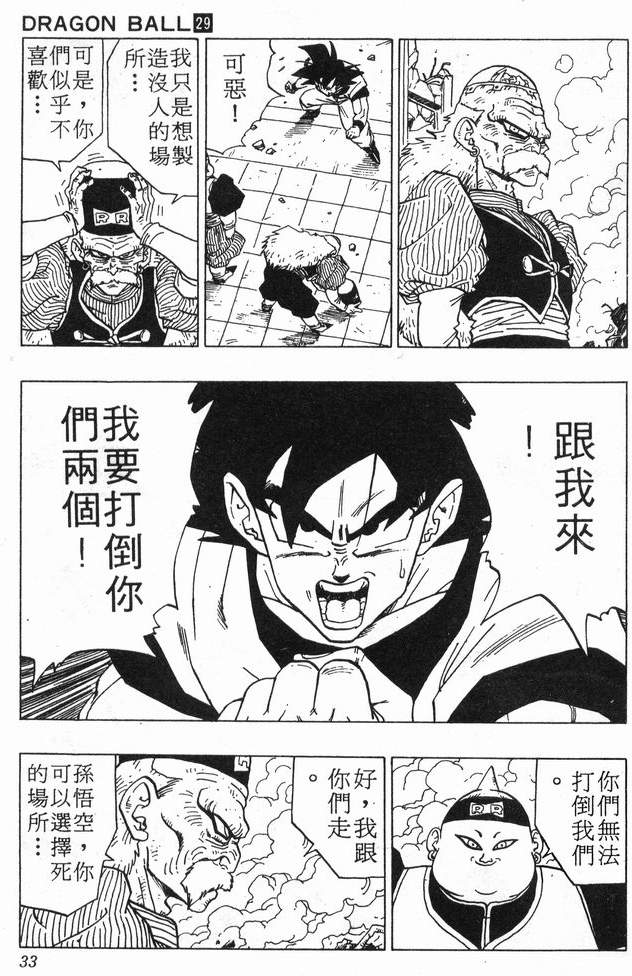 DRAGON BALL 29
可惡!
我只是想製
造沒人的場
所…
可是,你
們似乎不
喜歡…
RR
跟我來
!
我要打倒你
們兩個!
你們無法
打倒我們
RR
好,我跟
你們走
。
孫悟空,你
可以選擇死
的場所…
R
33